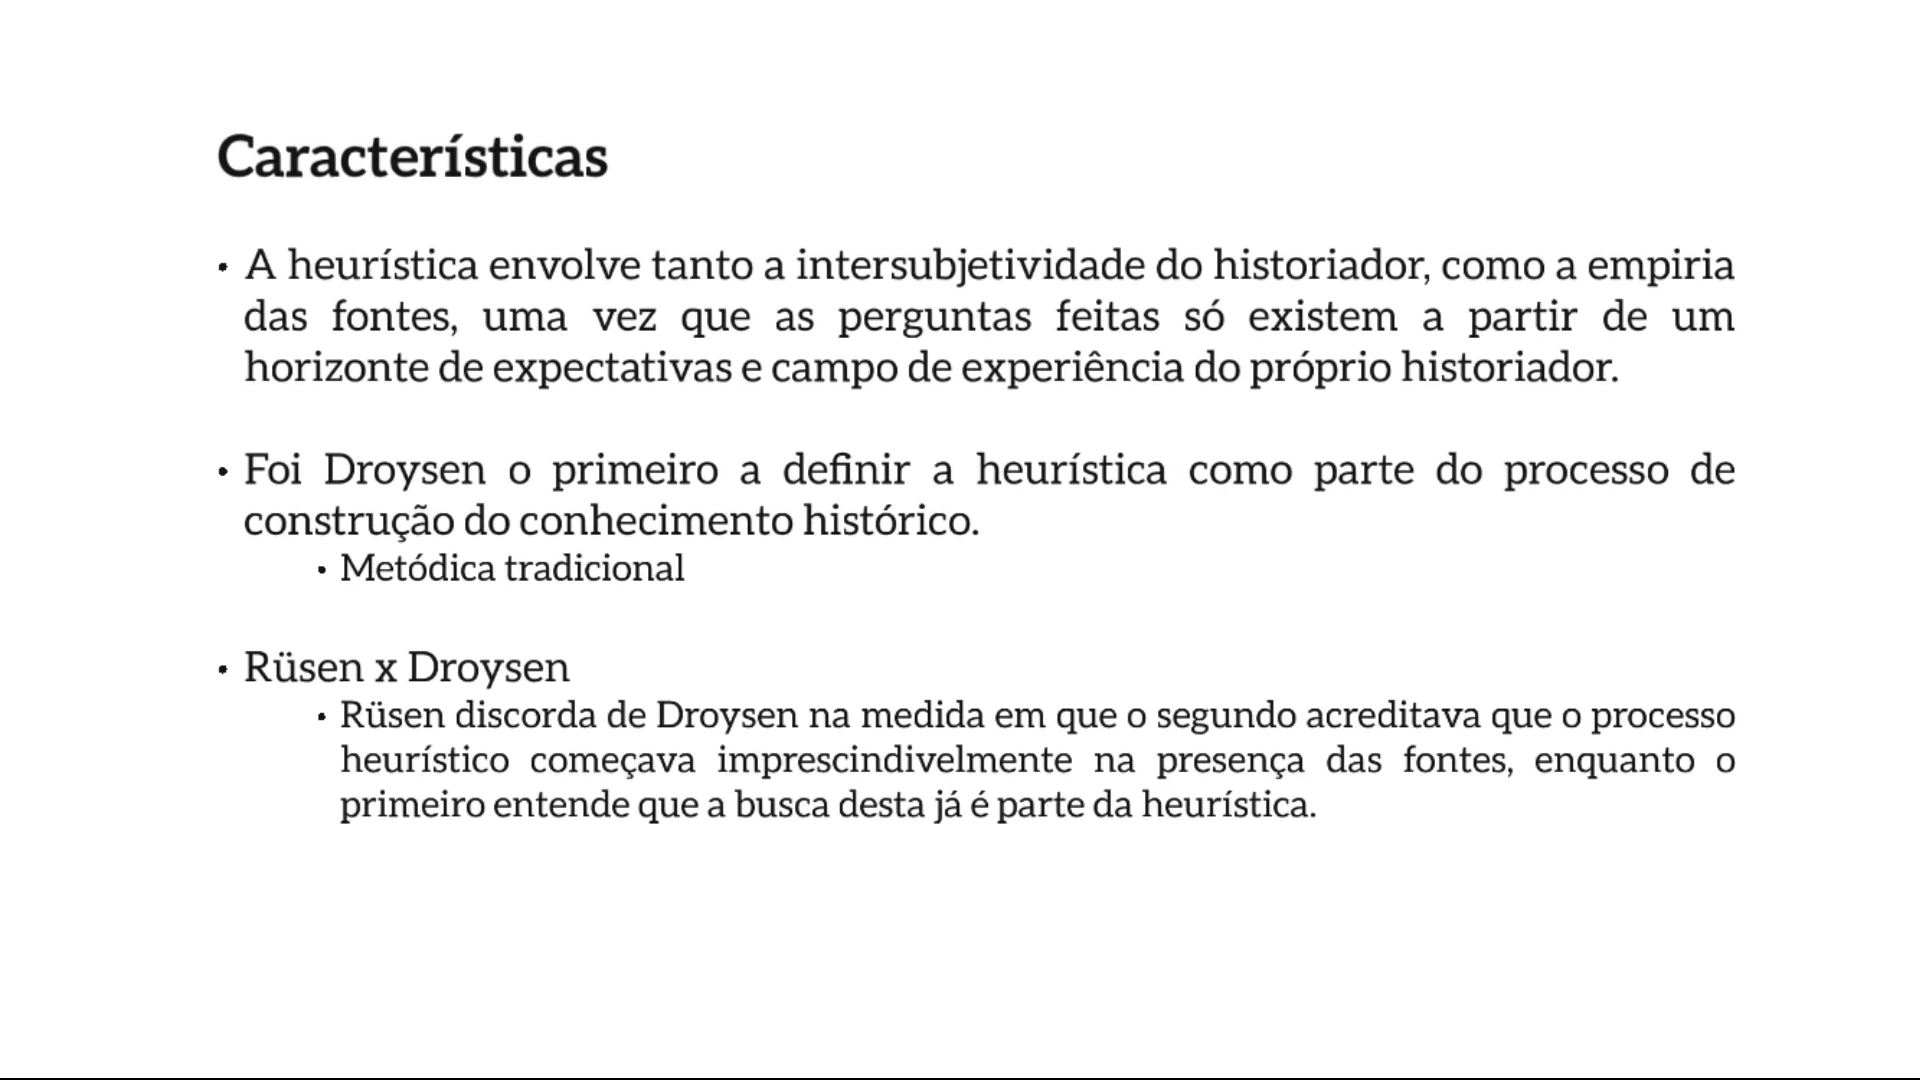 Características
• A heurística envolve tanto a intersubjetividade do historiador, como a empiria
das fontes, uma vez que as perguntas feitas só existem a partir de um
horizonte de expectativas e campo de experiência do próprio historiador.
• Foi Droysen o primeiro a definir a heurística como parte do processo de
construção do conhecimento histórico.
• Metódica tradicional
• Rüsen x Droysen
• Rüsen discorda de Droysen na medida em que o segundo acreditava que o processo
heurístico começava imprescindivelmente na presença das fontes, enquanto o
primeiro entende que a busca desta já é parte da heurística.